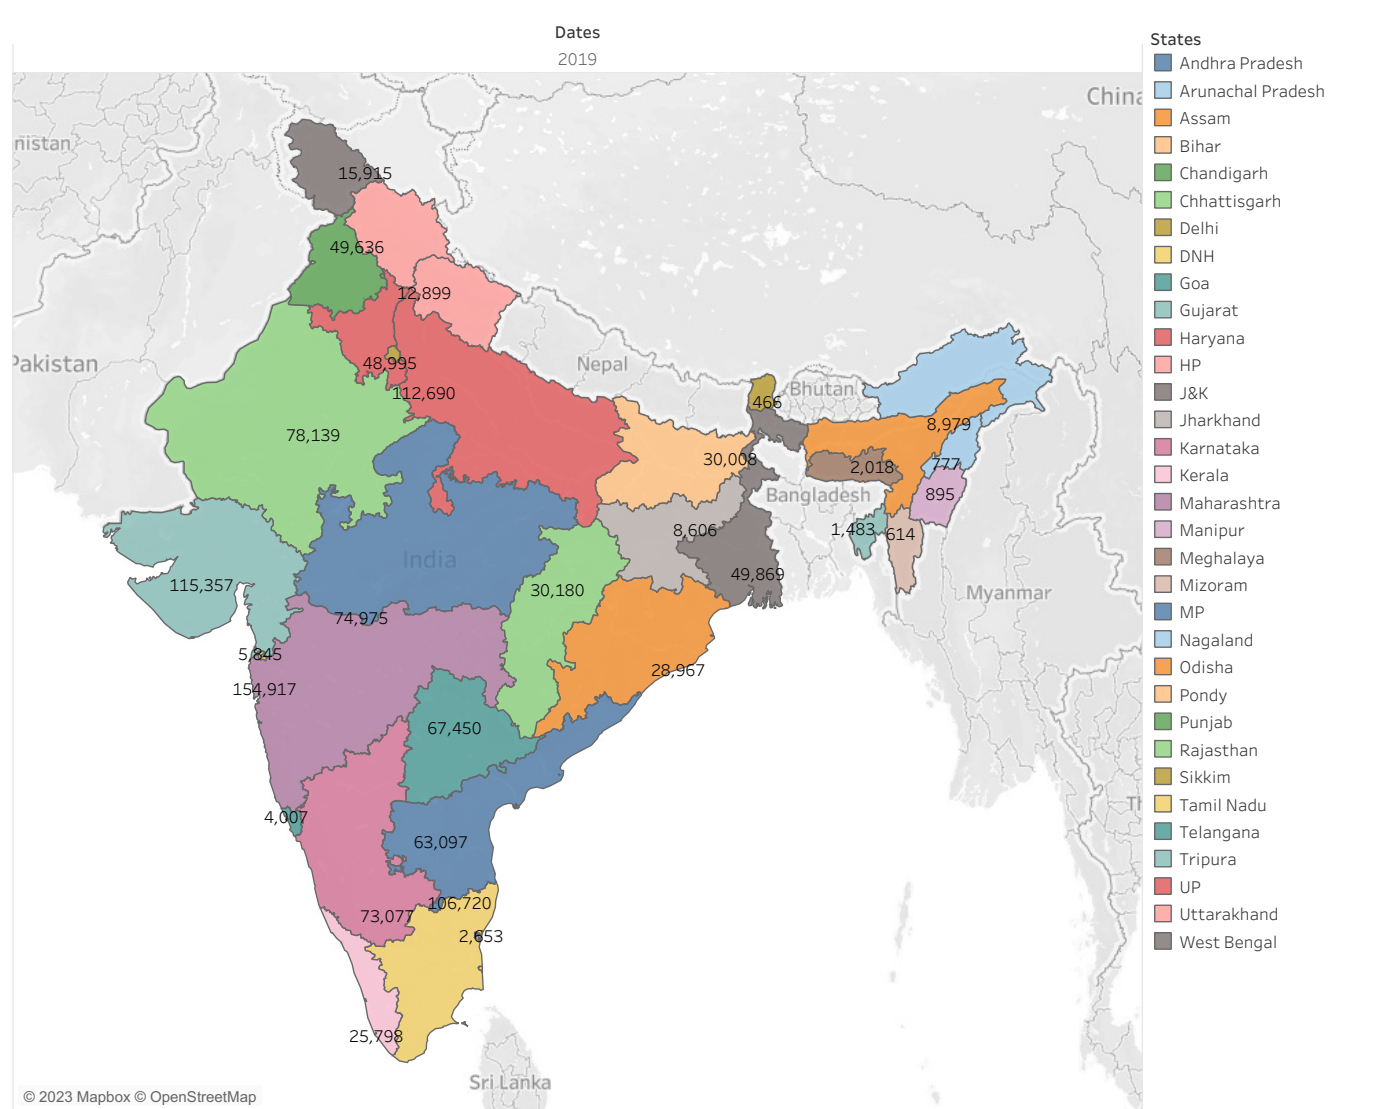 Dates
2019
States
Andhra Pradesh
Arunachal Pradesh
Assam
Bihar
Chandigarh
Chhattisgarh
Delhi
DNH
Goa
Gujarat
Haryana
HP
J&K
Jharkhand
Karnataka
Kerala
Maharashtra
Manipur
Meghalaya
Mizoram
MP
Nagaland
Odisha
Pondy
Punjab
Rajasthan
Sikkim
Tamil Nadu
Telangana
Tripura
UP
Uttarakhand
West Bengal
China
nistan
15,915
49,636
12,899
Pakistan
48,995
Nepal
112,690
Bhutan
466
8,979
78,139
30,008
2,018
777
Bangladesh
895
8,606
1,483
614
India
49,869
115,357
30,180
Myanmar
74,975
5,845
28,967
154,917
67,450
Th
4,007
63,097
106,720
73,077
2,653
25,798
Sri Lanka
© 2023 Mapbox © OpenStreetMap